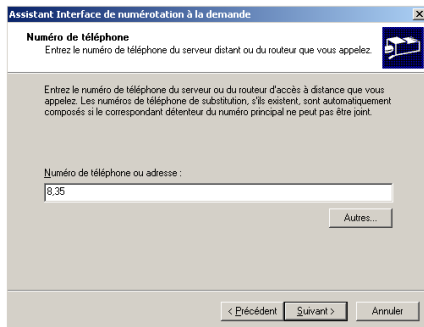 Assistant Interface de numérotation à la demande
Numéro de téléphone
Entrez le numéro de téléphone du serveur distant ou du routeur que vous appelez.
Entrez le numéro de téléphone du serveur ou du routeur d'accès à distance que vous
appelez. Les numéros de téléphone de substitution, s'ils existent, sont automatiquement
composés si le correspondant détenteur du numéro principal ne peut pas être joint.
Numéro de téléphone ou adresse :
8,35
Autres...
< Précédent
Suivant >
Annuler